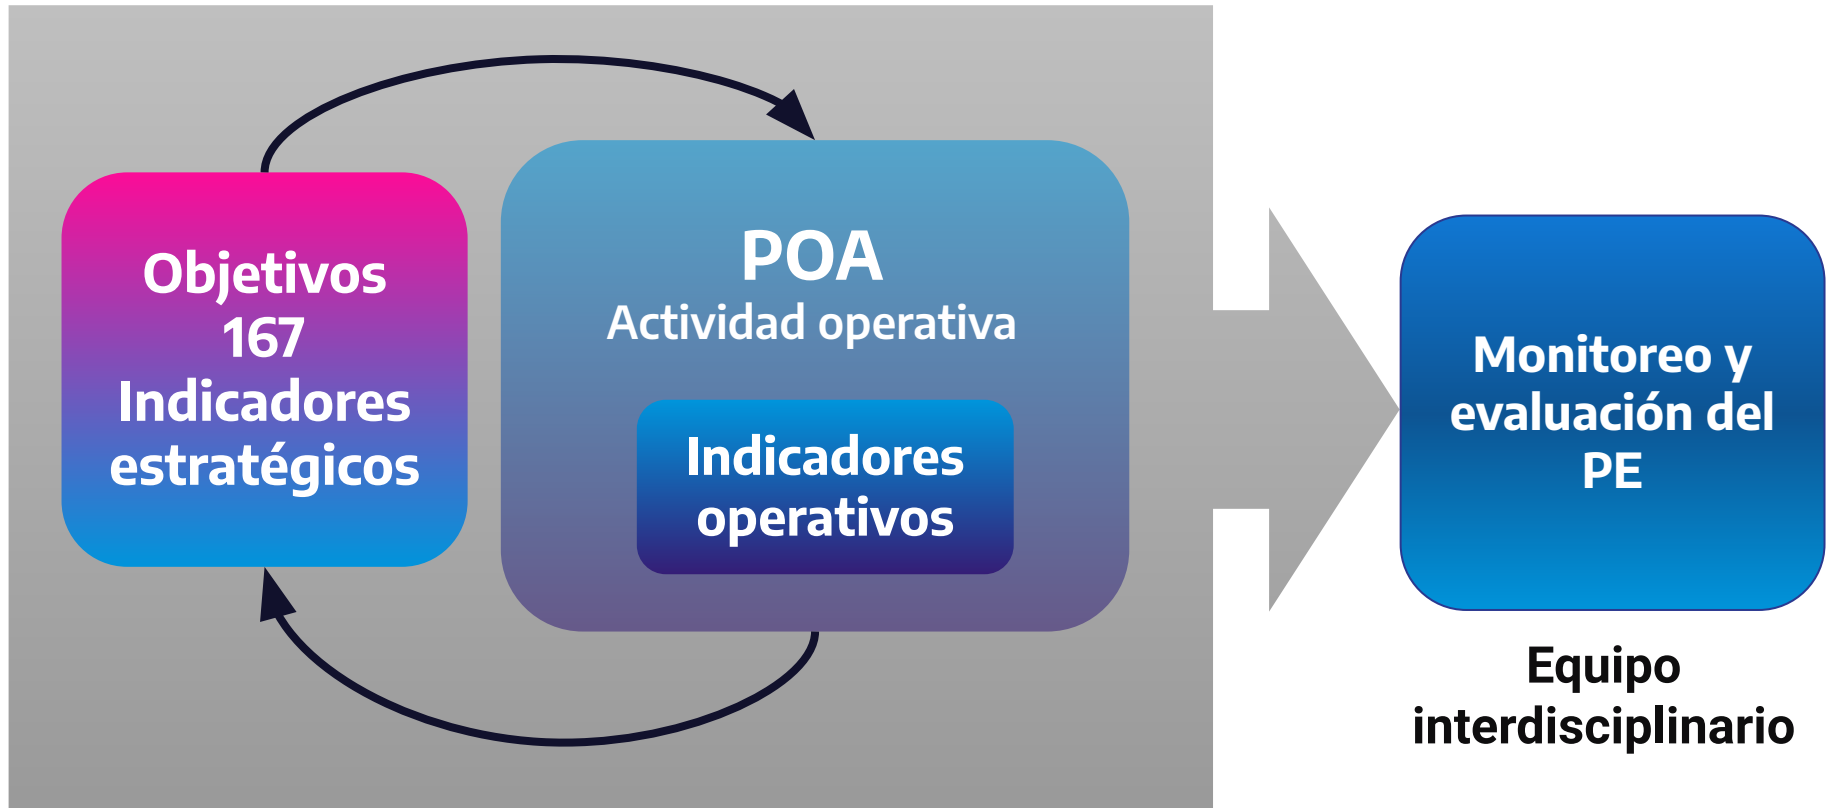 Objetivos
167
Indicadores
estratégicos
POA
Actividad operativa
Indicadores
operativos
Monitoreo y
evaluación del
PE
Equipo
interdisciplinario